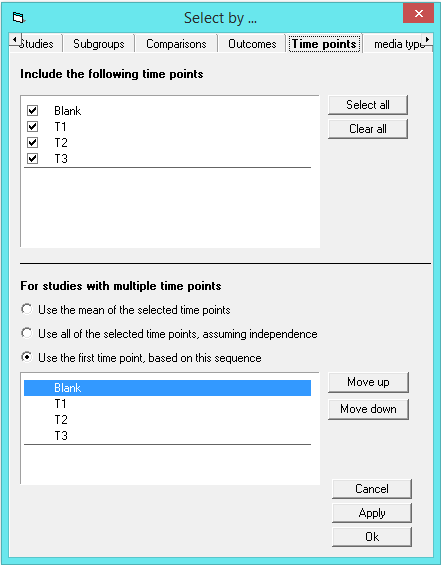 Select by ...
Studies Subgroups Comparisons Outcomes Time points media type
Include the following time points
Blank
T1
T2
T3
Select all
Clear all
For studies with multiple time points
Use the mean of the selected time points
Use all of the selected time points, assuming independence
Use the first time point, based on this sequence
Blank
T1
T2
T3
Move up
Move down
Cancel
Apply
Ok